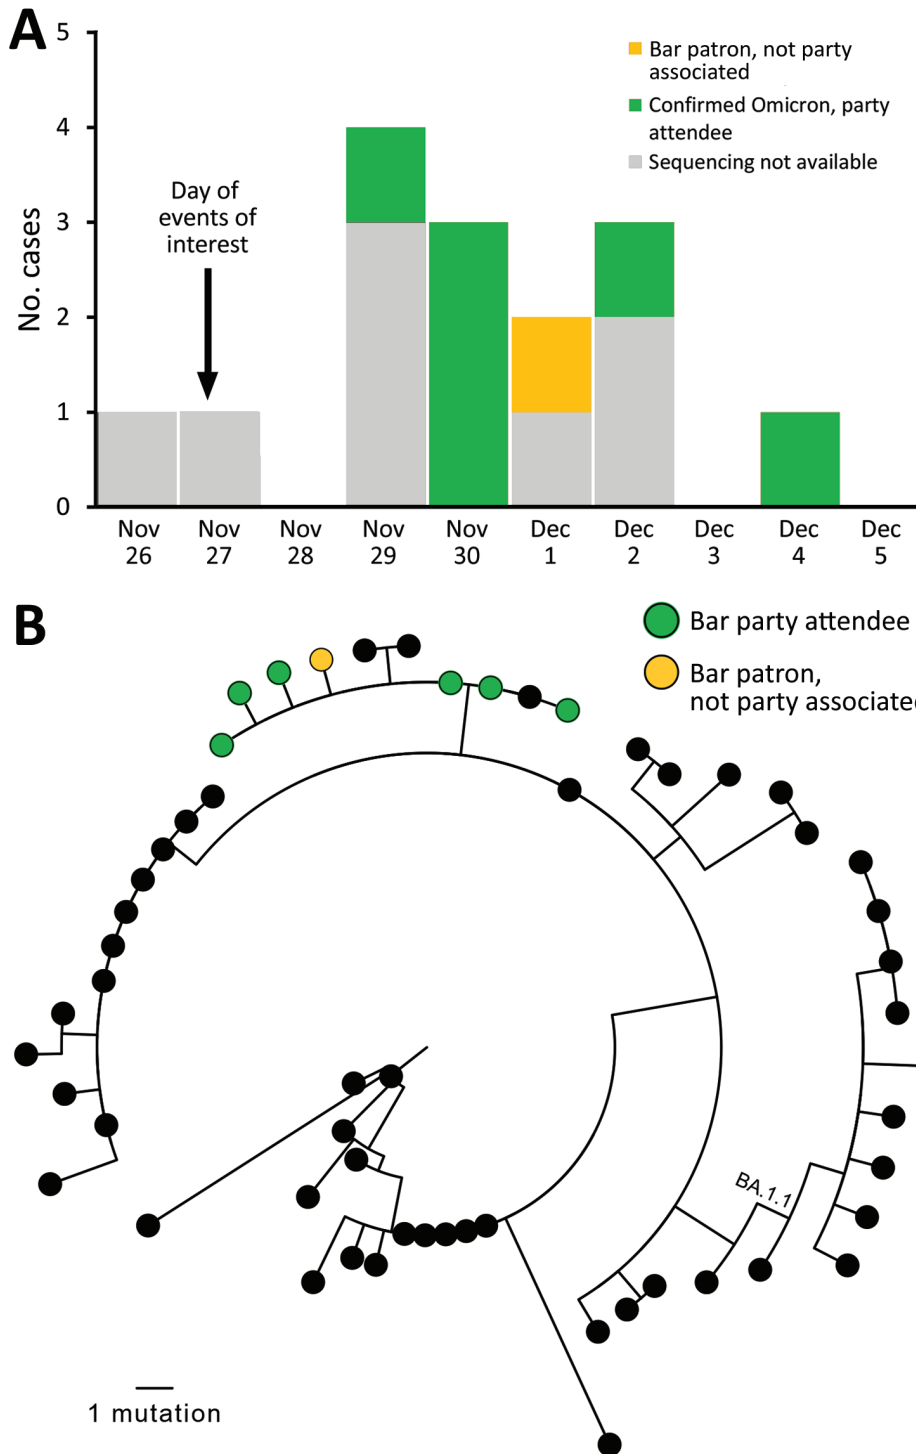 A
5
4
3
2
1
0
No. cases
Bar patron, not party
associated
Confirmed Omicron, party
attendee
Sequencing not available
Day of
events of
interest
Nov Nov Nov Nov Nov Dec Dec Dec Dec Dec
26 27 28 29 30 1 2 3 4 5
B
Bar party attendee
Bar patron,
not party associated
BA.1.1
1 mutation